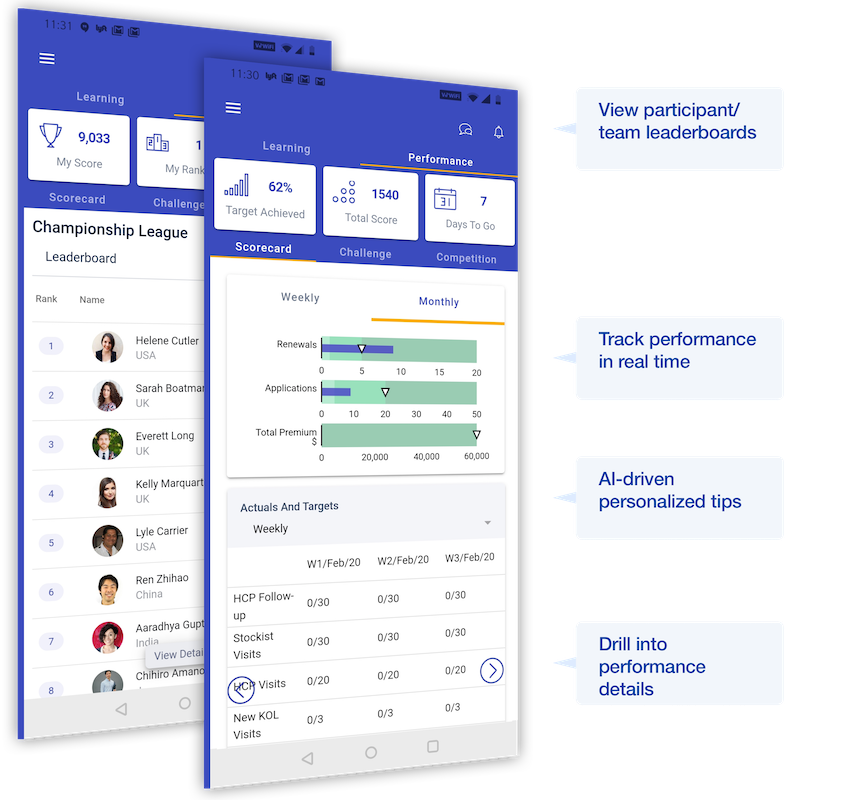 11:31
VoWiFi
Learning
9,033
My Score
1
My Rank
Scorecard
Challenge
Championship League
Leaderboard
Rank Name
1 Helene Cutler
USA
2 Sarah Boatman
UK
3 Everett Long
UK
4 Kelly Marquart
UK
5 Lyle Carrier
USA
6 Ren Zhihao
China
7 Aaradhya Gupt
India
View Detai
8 Chihiro Amano
11:30
VoWiFi
Learning Performance
62%
Target Achieved
1540
Total Score
31
7
Days To Go
Scorecard Challenge Competition
Weekly Monthly
Renewals
0 5 10 15 20
Applications
0 10 20 30 40 50
Total Premium
$
0 20,000 40,000 60,000
Actuals And Targets
Weekly
W1/Feb/20 W2/Feb/20 W3/Feb/20
HCP Follow-
up
0/30 0/30 0/30
Stockist
Visits
0/30 0/30 0/30
HCP Visits 0/20 0/20 0/20
New KOL
Visits
0/3 0/3 0/3
View participant/
team leaderboards
Track performance
in real time
AI-driven
personalized tips
Drill into
performance
details